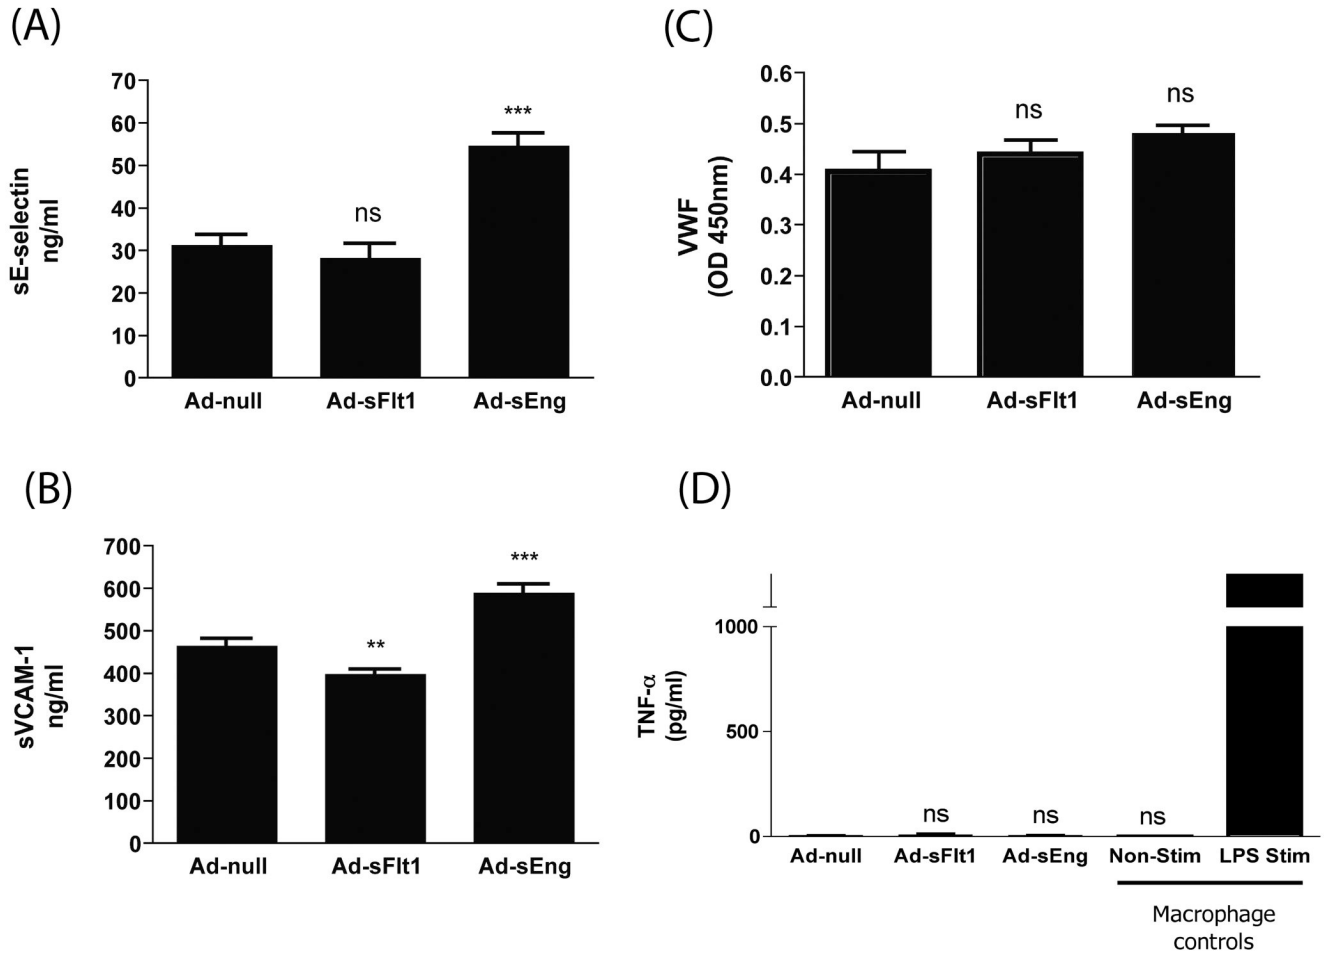 (A)
70
60
50
40
30
20
10
0
sE-selectin
ng/ml
ns
***
Ad-null
Ad-sFlt1
Ad-sEng
(C)
0.6
0.5
0.4
0.3
0.2
0.1
0.0
VWF
(OD 450nm)
ns
ns
Ad-null
Ad-sFlt1
Ad-sEng
(B)
700
600
500
400
300
200
100
0
sVCAM-1
ng/ml
**
***
Ad-null
Ad-sFlt1
Ad-sEng
(D)
1000
500
0
TNF-α
(pg/ml)
ns
ns
ns
Ad-null
Ad-sFlt1
Ad-sEng
Non-Stim
LPS Stim
Macrophage
controls